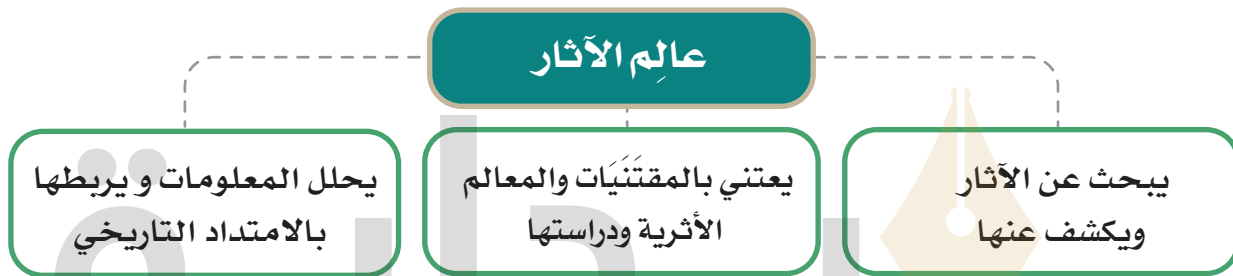 عالِم الآثار
يبحث عن الآثار
ويكشف عنها
يعتني بالمقتَنَيَات والمعالم
الأثرية ودراستها
يحلل المعلومات و يربطها
بالامتداد التاريخي